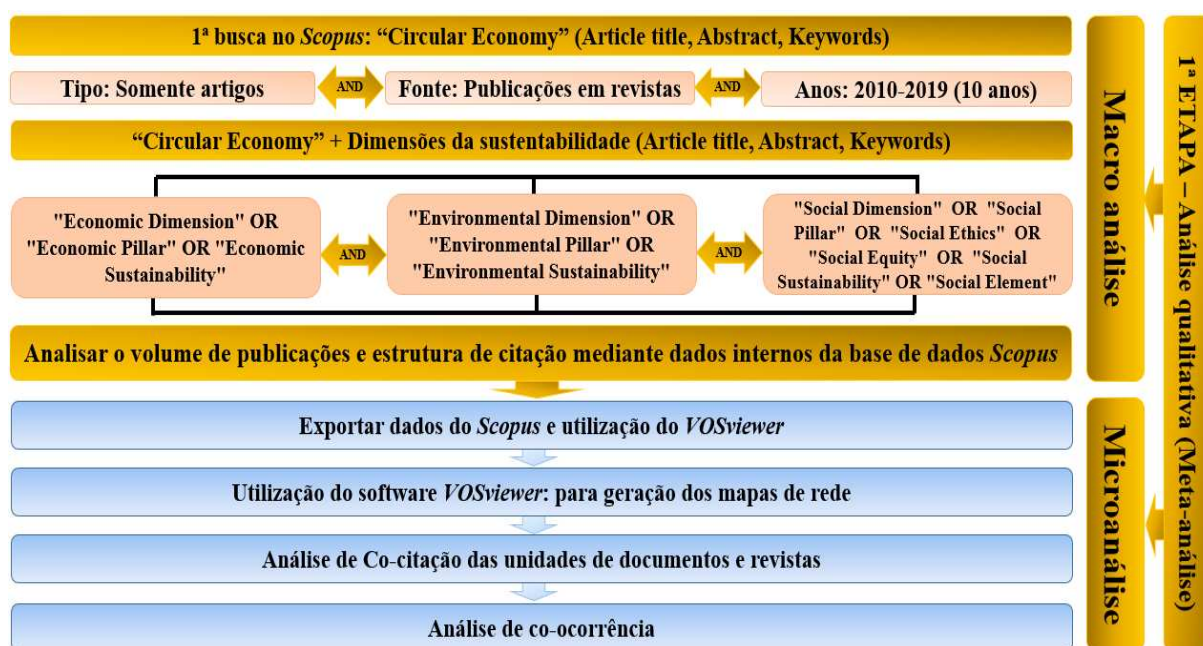 1ª busca no Scopus: “Circular Economy” (Article title, Abstract, Keywords)
Tipo: Somente artigos
AND
Fonte: Publicações em revistas
AND
Anos: 2010-2019 (10 anos)
“Circular Economy” + Dimensões da sustentabilidade (Article title, Abstract, Keywords)
"Economic Dimension" OR
"Economic Pillar" OR "Economic
Sustainability"
AND
"Environmental Dimension" OR
"Environmental Pillar" OR
"Environmental Sustainability"
AND
"Social Dimension" OR "Social
Pillar" OR "Social Ethics" OR
"Social Equity" OR "Social
Sustainability" OR "Social Element"
Analisar o volume de publicações e estrutura de citação mediante dados internos da base de dados Scopus
Exportar dados do Scopus e utilização do VOSviewer
Utilização do software VOSviewer: para geração dos mapas de rede
Análise de Co-citação das unidades de documentos e revistas
Análise de co-ocorrência
Macro análise
Microanálise
1ª ETAPA – Análise qualitativa (Meta-análise)